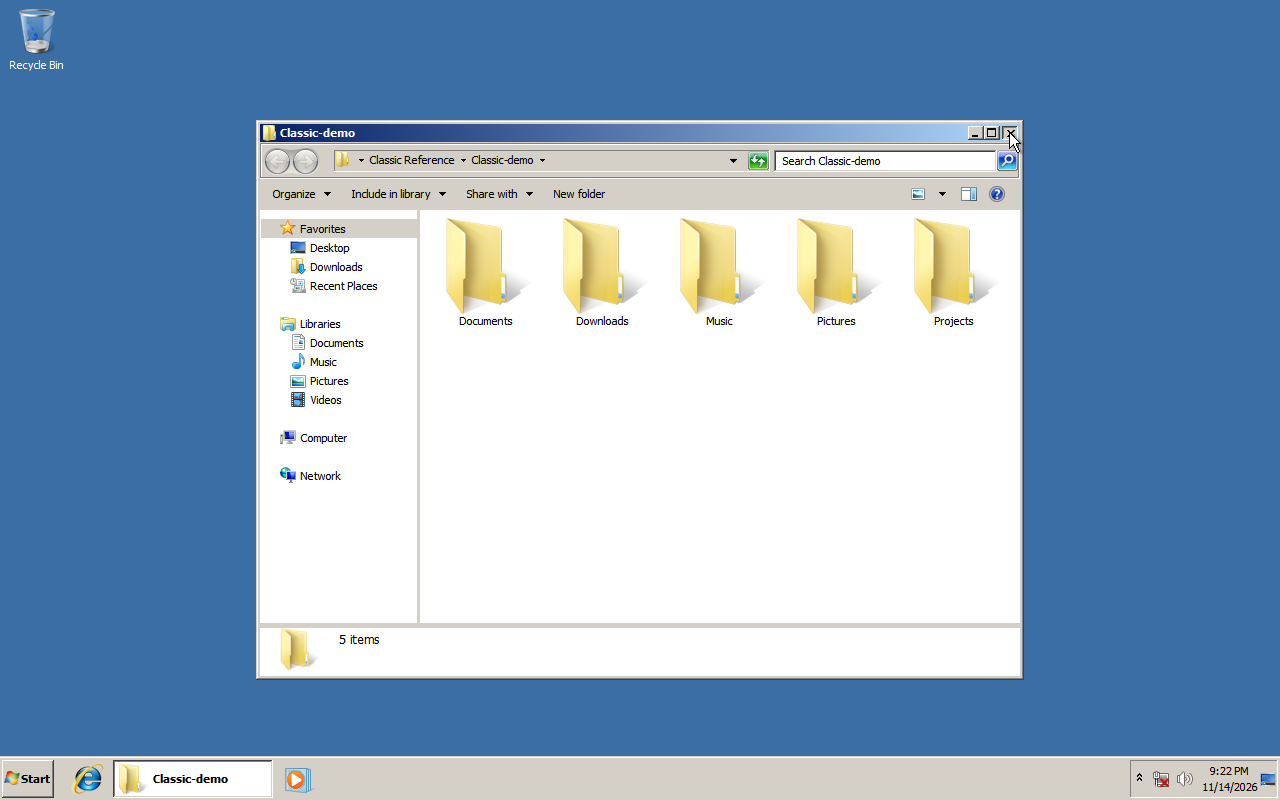 Recycle Bin
Classic-demo
Classic Reference Classic-demo
Search Classic-demo
Organize Include in library Share with New folder
Favorites
Desktop
Downloads
Recent Places
Libraries
Documents
Music
Pictures
Videos
Computer
Network
Documents Downloads Music Pictures Projects
5 items
Start
Classic-demo
9:22 PM
11/14/2026